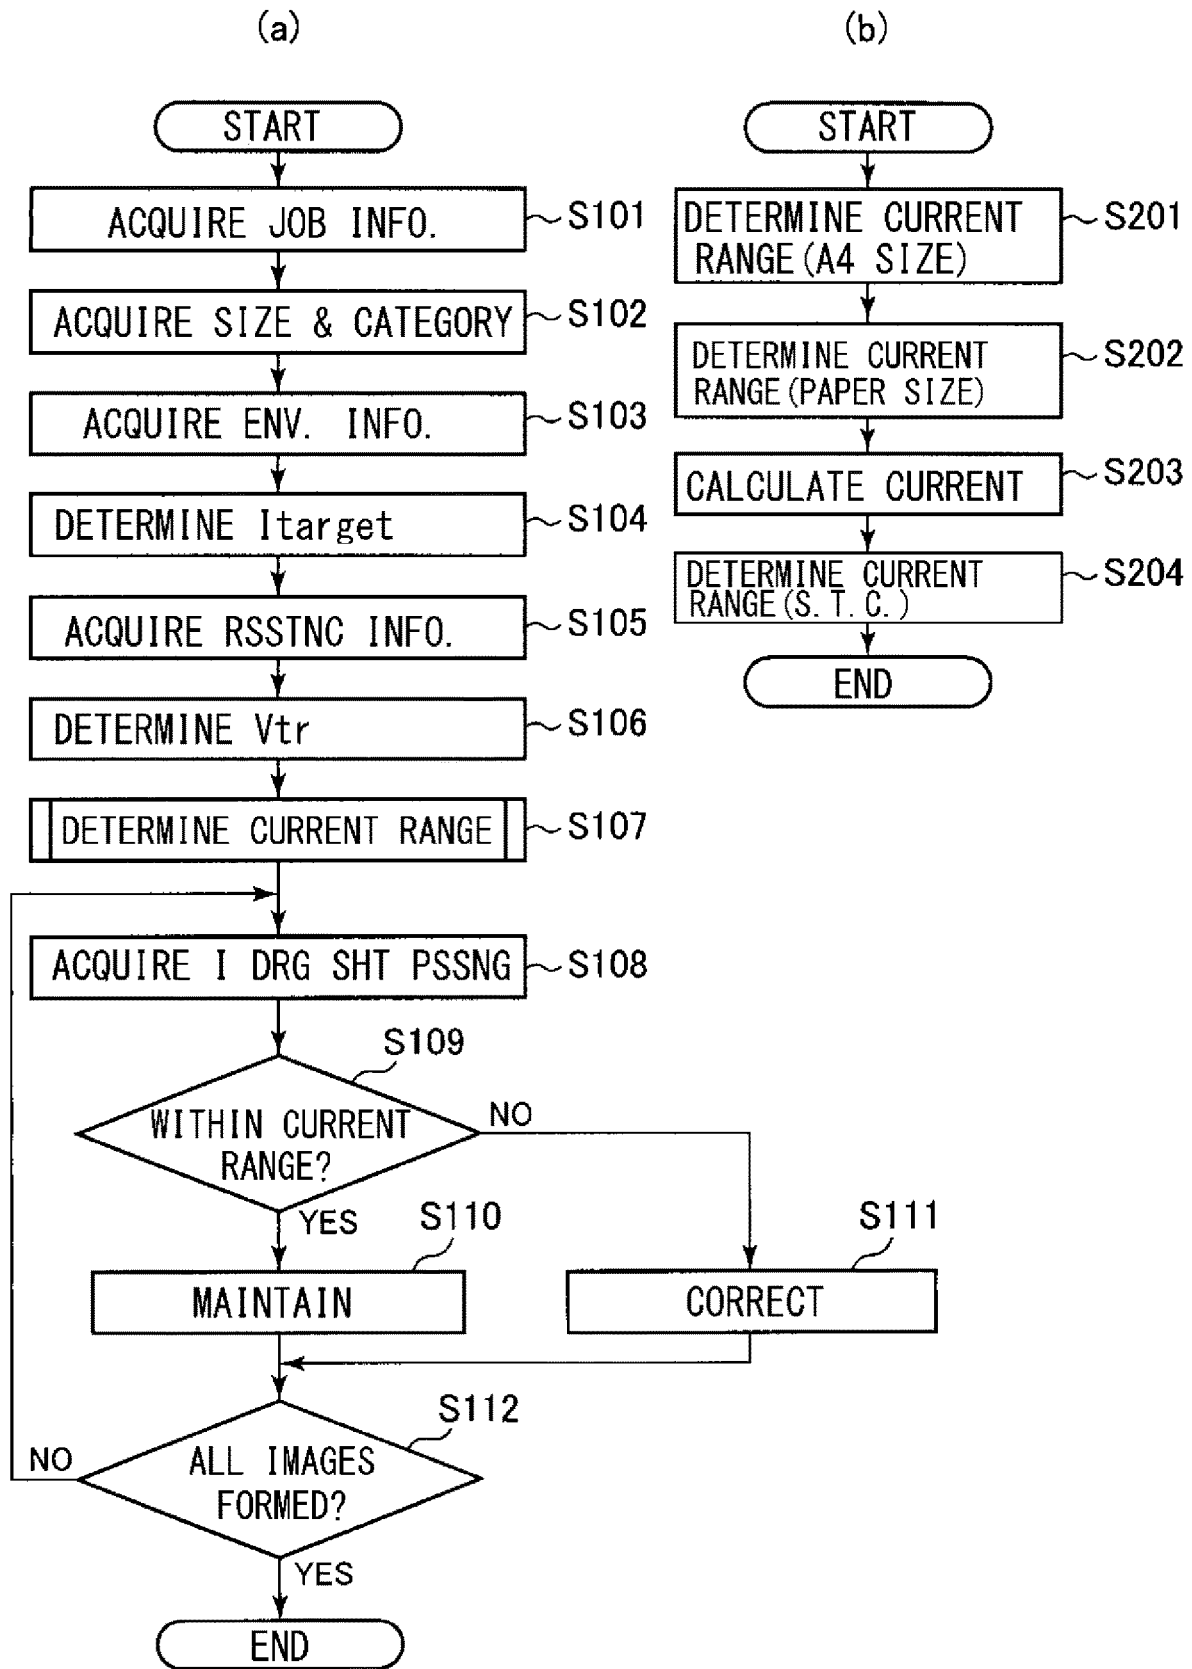 (a)
START
ACQUIRE JOB INFO.
S101
ACQUIRE SIZE & CATEGORY
S102
ACQUIRE ENV. INFO.
S103
DETERMINE Itarget
S104
ACQUIRE RSSTNC INFO.
S105
DETERMINE Vtr
S106
DETERMINE CURRENT RANGE
S107
ACQUIRE I DRG SHT PSSNG
S108
S109
WITHIN CURRENT
RANGE?
NO
YES
S110
MAINTAIN
S111
CORRECT
S112
ALL IMAGES
FORMED?
NO
YES
END
(b)
START
DETERMINE CURRENT
RANGE(A4 SIZE)
S201
DETERMINE CURRENT
RANGE(PAPER SIZE)
S202
CALCULATE CURRENT
S203
DETERMINE CURRENT
RANGE(S.T.C.)
S204
END